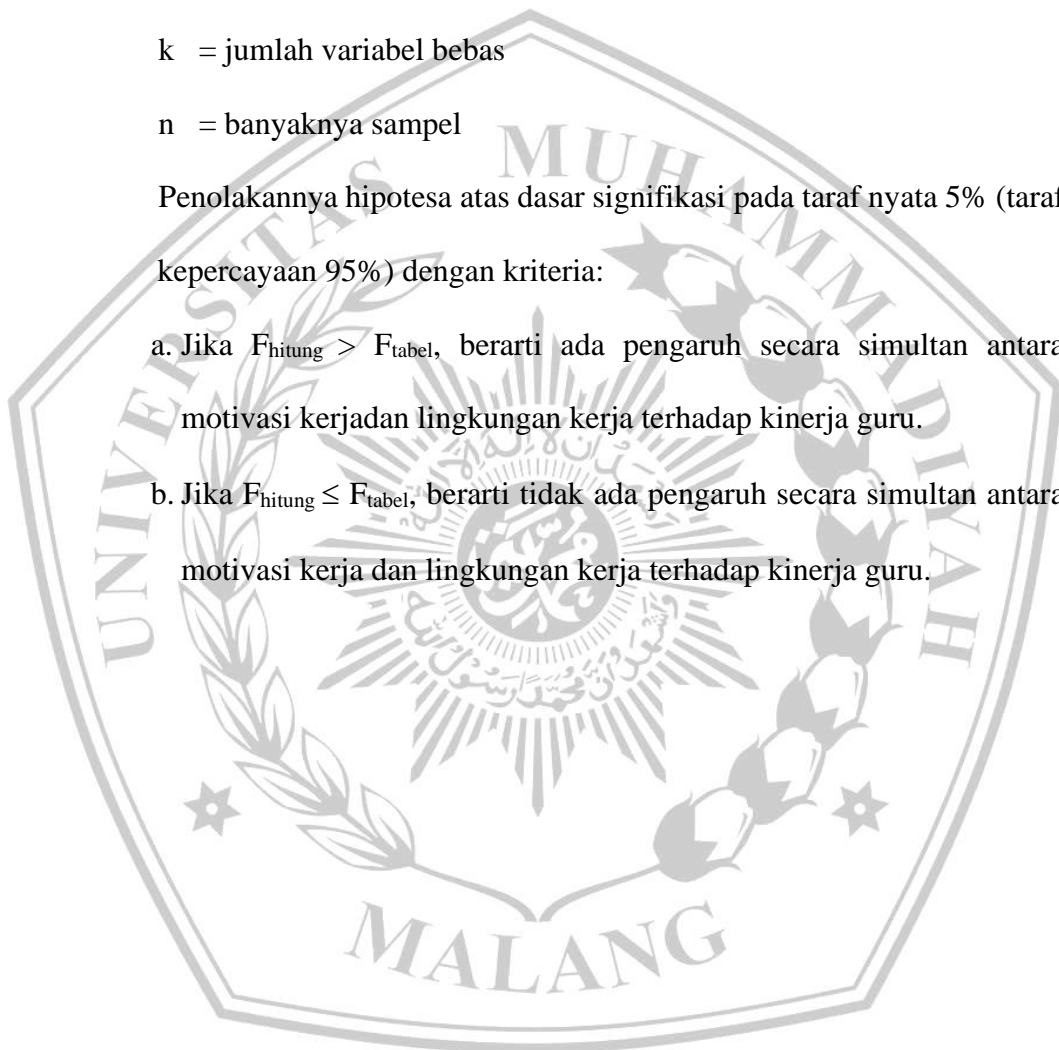 k = jumlah variabel bebas
n = banyaknya sampel
Penolakannya hipotesa atas dasar signifikasi pada taraf nyata 5% (taraf
kepercayaan 95%) dengan kriteria:
a. Jika Fhitung > Ftabel, berarti ada pengaruh secara simultan antara
motivasi kerjadan lingkungan kerja terhadap kinerja guru.
b. Jika Fhitung ≤ Ftabel, berarti tidak ada pengaruh secara simultan antara
motivasi kerja dan lingkungan kerja terhadap kinerja guru.
UNIVERSITAS MUHAMMADIYAH
MALANG